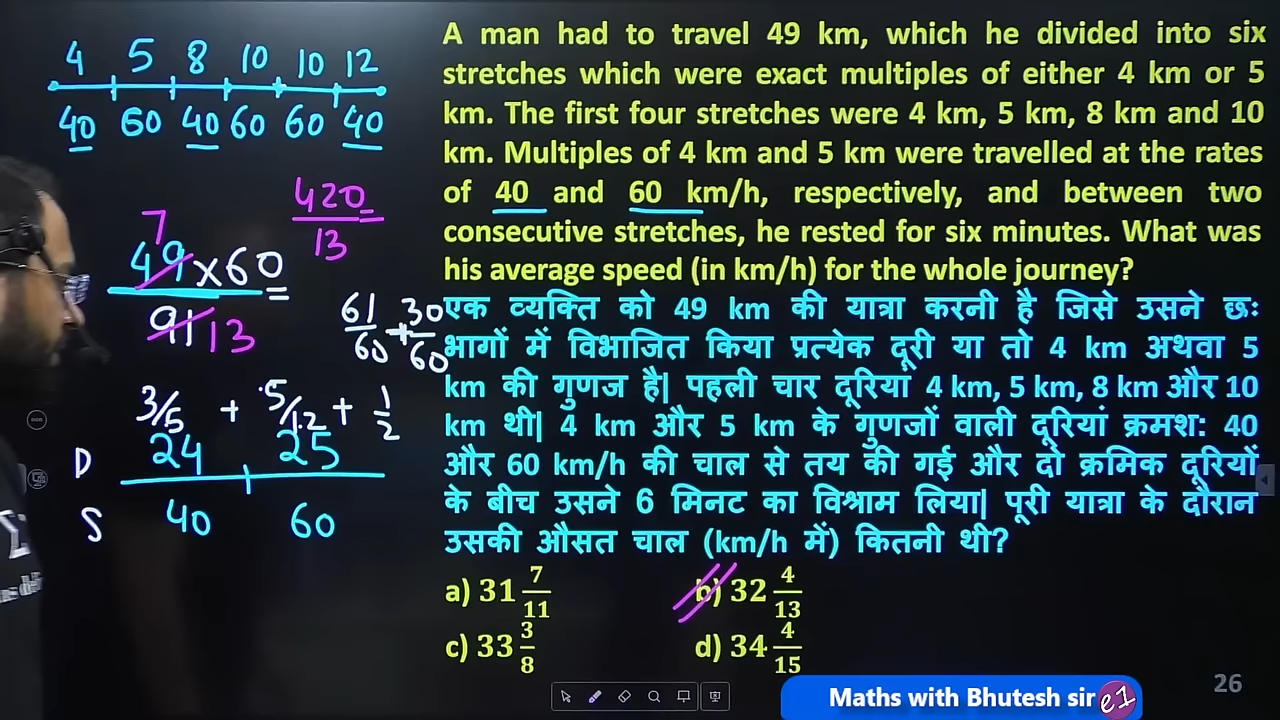 4 5 8 10 10 12
40 60 40 60 60 40
420
13
7
49×60
91 13
61/60 + 30/60
3/5 + 5/12 + 1/2
D 24 25
S 40 60
A man had to travel 49 km, which he divided into six
stretches which were exact multiples of either 4 km or 5
km. The first four stretches were 4 km, 5 km, 8 km and 10
km. Multiples of 4 km and 5 km were travelled at the rates
of 40 and 60 km/h, respectively, and between two
consecutive stretches, he rested for six minutes. What was
his average speed (in km/h) for the whole journey?
एक व्यक्ति को 49 km की यात्रा करनी है जिसे उसने छः
भागों में विभाजित किया प्रत्येक दूरी या तो 4 km अथवा 5
km की गुणज है| पहली चार दूरियां 4 km, 5 km, 8 km और 10
km थी| 4 km और 5 km के गुणजों वाली दूरियां क्रमश: 40
और 60 km/h की चाल से तय की गई और दो क्रमिक दूरियों
के बीच उसने 6 मिनट का विश्राम लिया| पूरी यात्रा के दौरान
उसकी औसत चाल (km/h में) कितनी थी?
a) 31 7/11 b) 32 4/13
c) 33 3/8 d) 34 4/15
26
Maths with Bhutesh sir e1